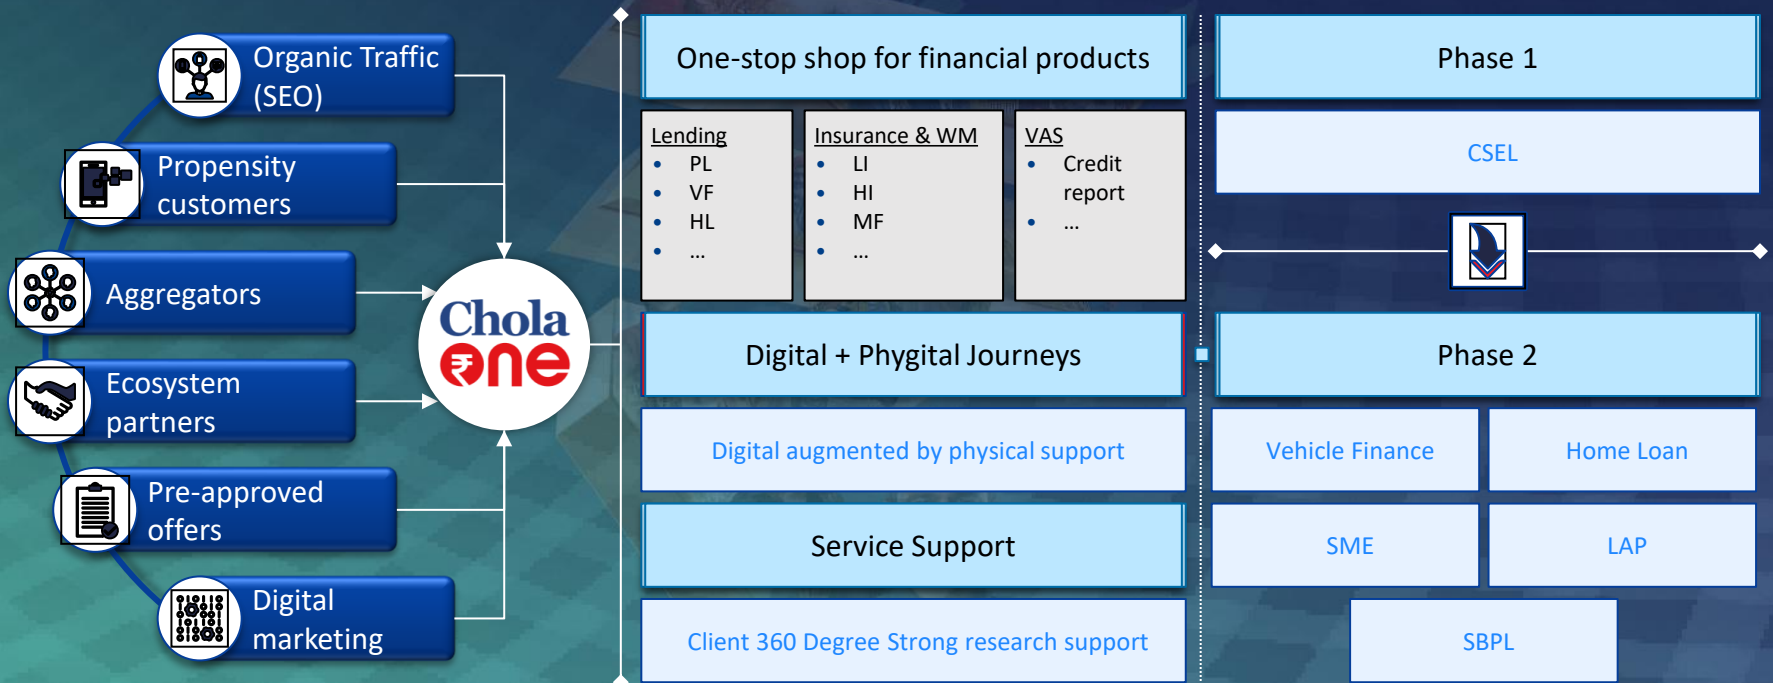 Organic Traffic
(SEO)
Propensity
customers
Aggregators
Ecosystem
partners
Pre-approved
offers
Digital
marketing
Chola
₹ne
One-stop shop for financial products
Lending
• PL
• VF
• HL
• ...
Insurance & WM
• LI
• HI
• MF
• ...
VAS
• Credit
report
• ...
Digital + Phygital Journeys
Digital augmented by physical support
Service Support
Client 360 Degree Strong research support
Phase 1
CSEL
Phase 2
Vehicle Finance
Home Loan
SME
LAP
SBPL